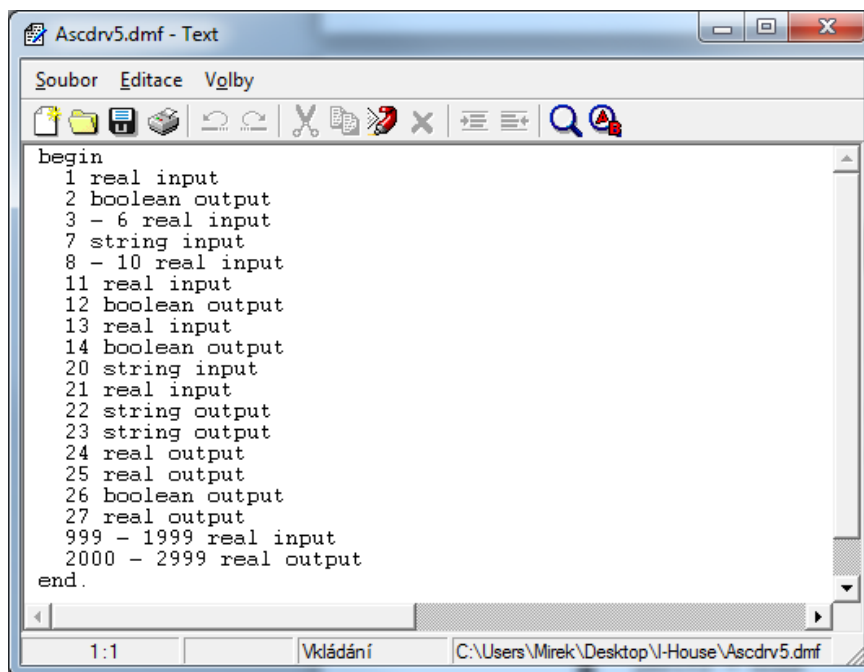 Ascdrv5.dmf - Text
Soubor Editace Volby
begin
1 real input
2 boolean output
3 – 6 real input
7 string input
8 – 10 real input
11 real input
12 boolean output
13 real input
14 boolean output
20 string input
21 real input
22 string output
23 string output
24 real output
25 real output
26 boolean output
27 real output
999 – 1999 real input
2000 – 2999 real output
end.
1:1 Vkládání C:\Users\Mirek\Desktop\I-House\Ascdrv5.dmf